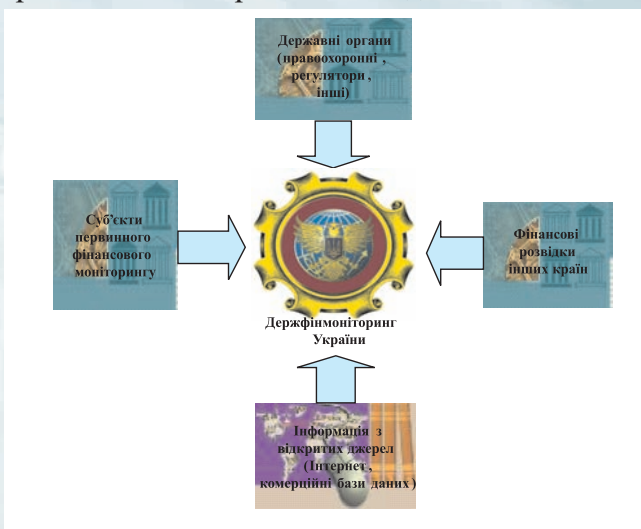 Державні органи
(правоохоронні,
регулятори,
інші)
Суб'єкти
первинного
фінансового
моніторингу
Фінансові
розвідки
інших країн
Держфінмоніторинг
України
Інформація з
відкритих джерел
(Інтернет,
комерційні бази даних)